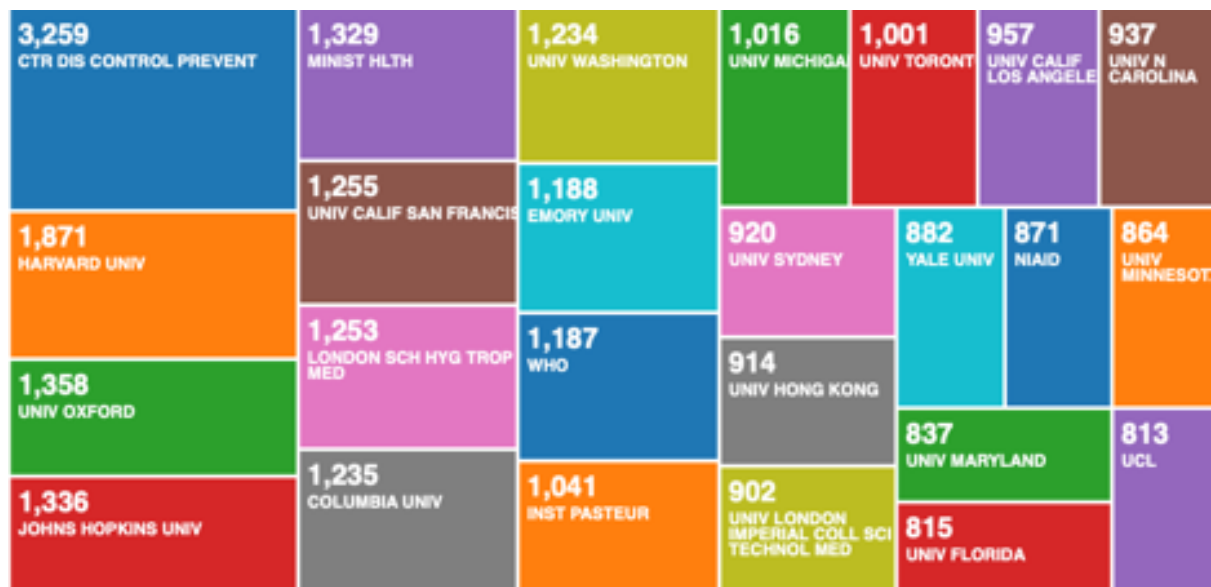 3,259
CTR DIS CONTROL PREVENT
1,871
HARVARD UNIV
1,358
UNIV OXFORD
1,336
JOHNS HOPKINS UNIV
1,329
MINIST HLTH
1,255
UNIV CALIF SAN FRANCIS
1,253
LONDON SCH HYG TROP
MED
1,235
COLUMBIA UNIV
1,234
UNIV WASHINGTON
1,188
EMORY UNIV
1,187
WHO
1,041
INST PASTEUR
1,016
UNIV MICHIGA
1,001
UNIV TORONT
957
UNIV CALIF
LOS ANGELE
937
UNIV N
CAROLINA
920
UNIV SYDNEY
914
UNIV HONG KONG
902
UNIV LONDON
IMPERIAL COLL SCI
TECHNOL MED
882
YALE UNIV
871
NIAID
864
UNIV
MINNESOT
837
UNIV MARYLAND
815
UNIV FLORIDA
813
UCL